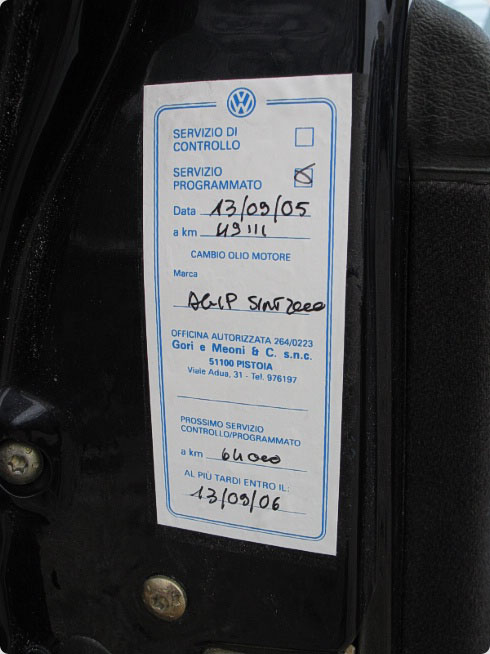 SERVIZIO DI
CONTROLLO
SERVIZIO
PROGRAMMATO
Data 13/09/05
a km 49111
CAMBIO OLIO MOTORE
Marca
AGIP SINT 2000
OFFICINA AUTORIZZATA 264/0223
Gori e Meoni & C. s.n.c.
51100 PISTOIA
Viale Adua, 31 - Tel. 976197
PROSSIMO SERVIZIO
CONTROLLO/PROGRAMMATO
a km 64000
AL PIÙ TARDI ENTRO IL:
13/09/06